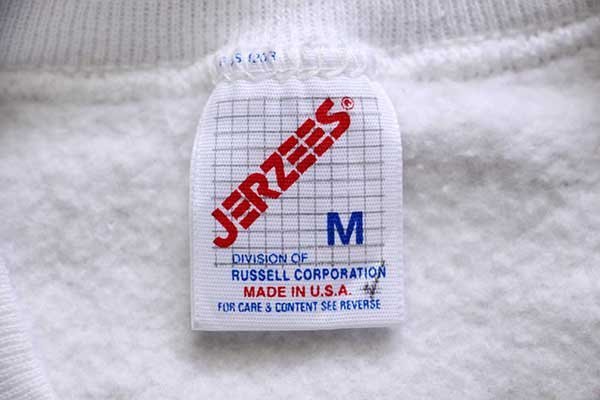 JERZEES®
M
DIVISION OF
RUSSELL CORPORATION
MADE IN U.S.A.
FOR CARE & CONTENT SEE REVERSE